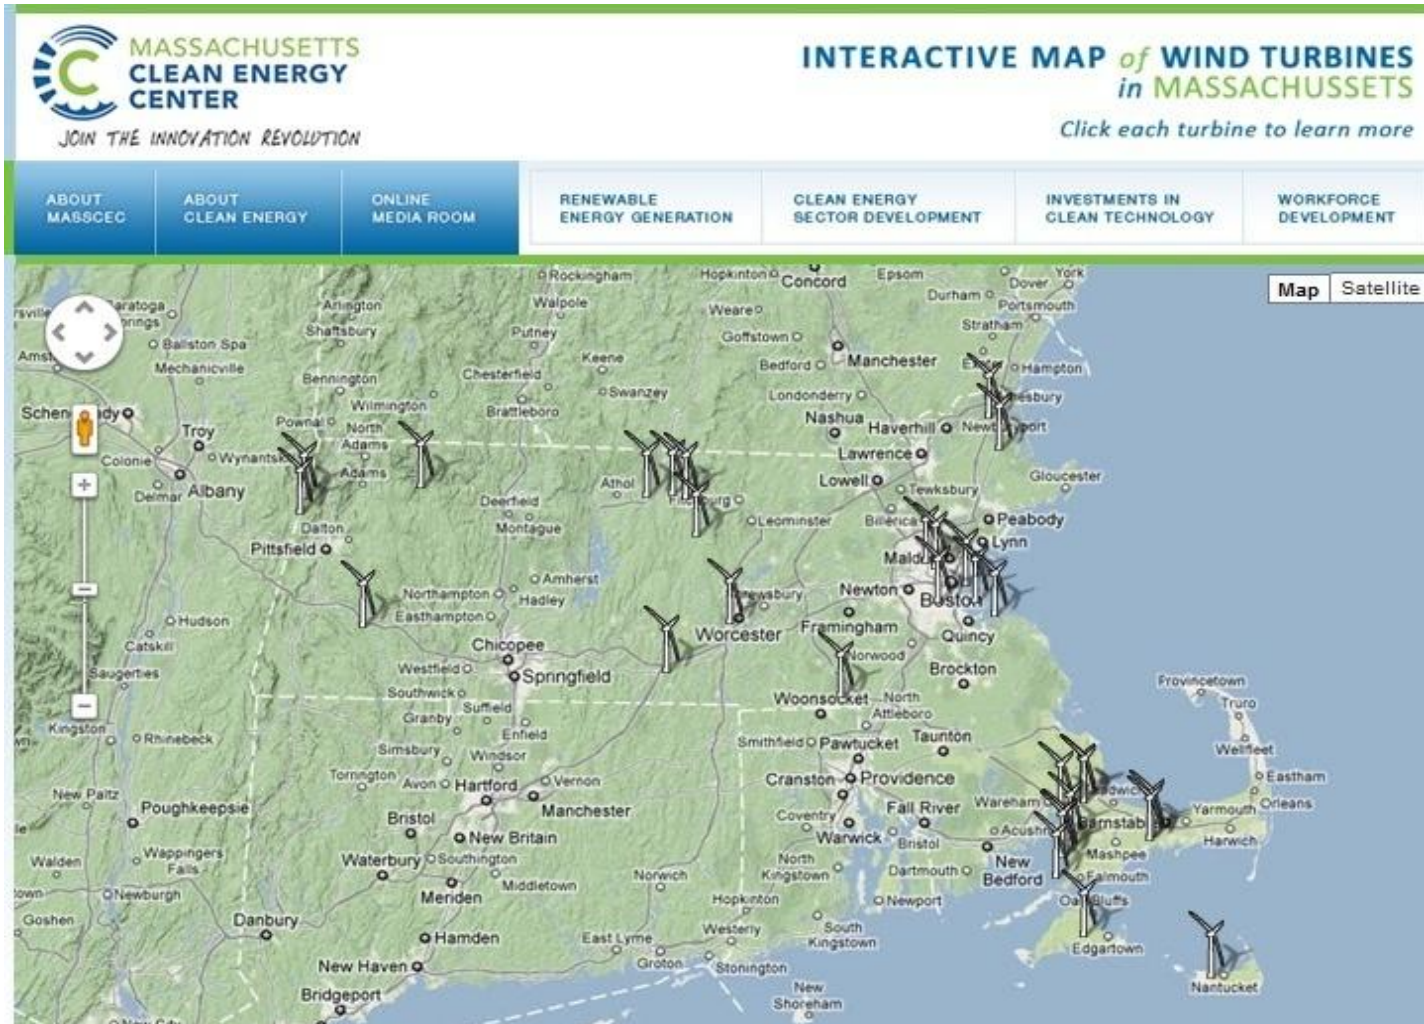 MASSACHUSETTS
CLEAN ENERGY
CENTER
JOIN THE INNOVATION REVOLUTION
INTERACTIVE MAP of WIND TURBINES
in MASSACHUSSETS
Click each turbine to learn more
ABOUT
MASSCEC
ABOUT
CLEAN ENERGY
ONLINE
MEDIA ROOM
RENEWABLE
ENERGY GENERATION
CLEAN ENERGY
SECTOR DEVELOPMENT
INVESTMENTS IN
CLEAN TECHNOLOGY
WORKFORCE
DEVELOPMENT
Map
Satellite
Rockingham
Hopkinton
Concord
Epsom
York
Dover
Durham
Portsmouth
Arlington
Walpole
Weare
Stratham
Shaftsbury
Putney
Goffstown
Ballston Spa
Mechanicville
Keene
Bedford
Manchester
Hampton
Bennington
Chesterfield
Swanzey
Londonderry
Wilmington
Brattleboro
Nashua
Haverhill
Troy
Pownal
North
Adams
Lawrence
Colonie
Adams
Athol
Lowell
Tewksbury
Gloucester
Delmar
Albany
Deerfield
Montague
Leominster
Billerica
Peabody
Dalton
Lynn
Pittsfield
Amherst
Northampton
Hadley
Newton
Boston
Easthampton
Hudson
Worcester
Framingham
Quincy
Catskill
Chicopee
Norwood
Saugerties
Westfield
Springfield
Brockton
Provincetown
Southwick
Suffield
Woonsocket
North
Attleboro
Truro
Granby
Enfield
Kingston
Rhinebeck
Simsbury
Windsor
Smithfield
Pawtucket
Taunton
Wellfleet
Torrington
Avon
Hartford
Vernon
Cranston
Providence
Eastham
New Paltz
Poughkeepsie
Manchester
Fall River
Wareham
Yarmouth
Orleans
Bristol
New Britain
Coventry
Warwick
Bristol
Harwich
Walden
Wappingers
Falls
Waterbury
Southington
North
Kingstown
New
Bedford
Mashpee
Newburgh
Meriden
Middletown
Norwich
Dartmouth
Falmouth
Goshen
Danbury
Hopkinton
Newport
Hamden
East Lyme
Westerly
South
Kingstown
Edgartown
New Haven
Groton
Stonington
Nantucket
Bridgeport
New
Shoreham